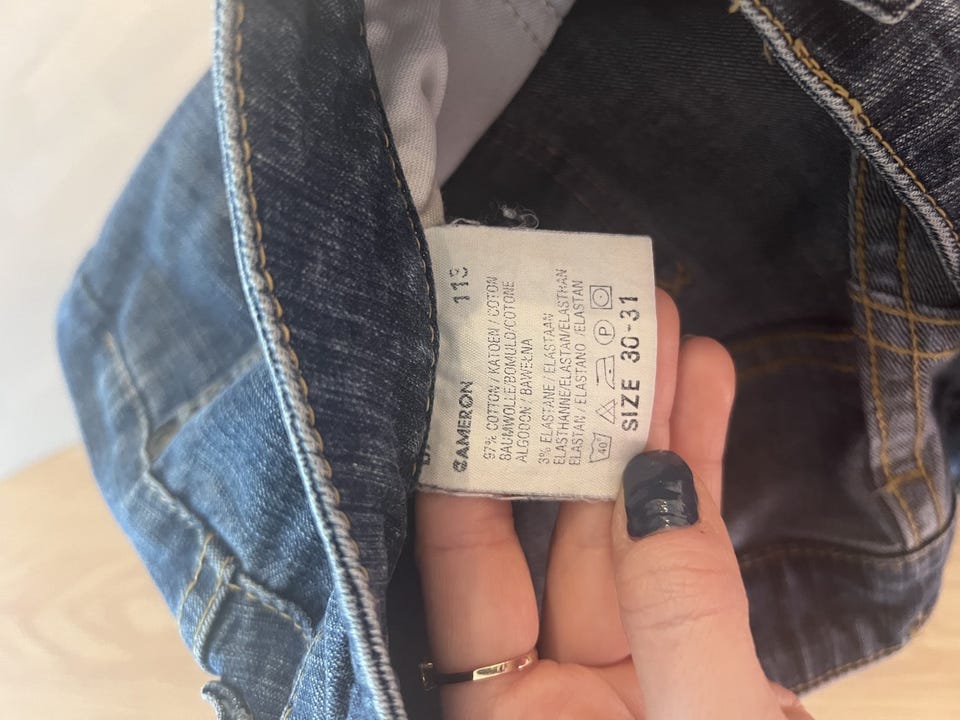 CAMERON
97% COTTON / KATOEN / COTON
BAUMWOLLE/BOMULD/COTONE
ALGODON / BAWEŁNA
3% ELASTANE / ELASTAAN
ELASTHANNE/ELASTAN/ELASTHAN
ELASTAN / ELASTANO / ELASTAN
40° P
SIZE 30-31